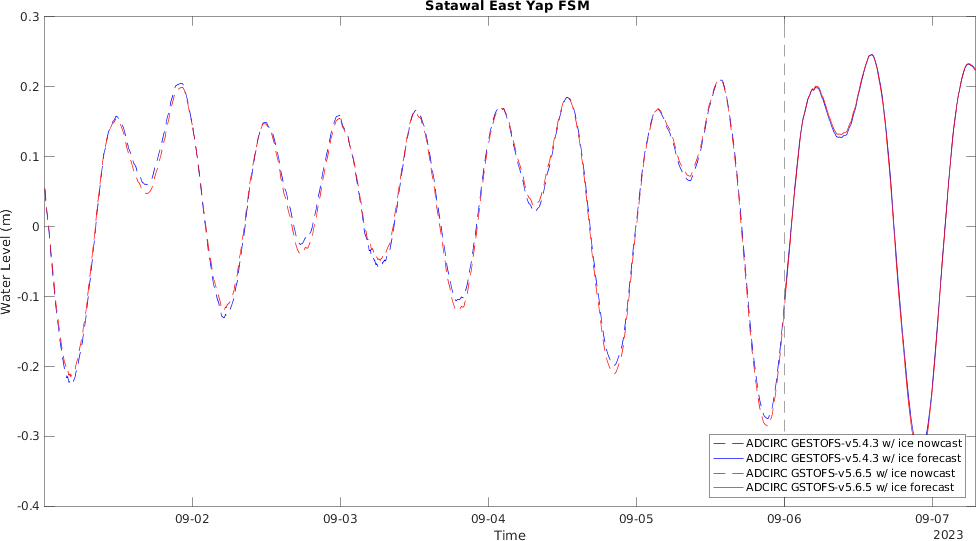 Satawal East Yap FSM
0.3
0.2
0.1
0
-0.1
-0.2
-0.3
-0.4
Water Level (m)
ADCIRC GESTOFS-v5.4.3 w/ ice nowcast
ADCIRC GESTOFS-v5.4.3 w/ ice forecast
ADCIRC GSTOFS-v5.6.5 w/ ice nowcast
ADCIRC GSTOFS-v5.6.5 w/ ice forecast
09-02 09-03 09-04 09-05 09-06 09-07
Time
2023